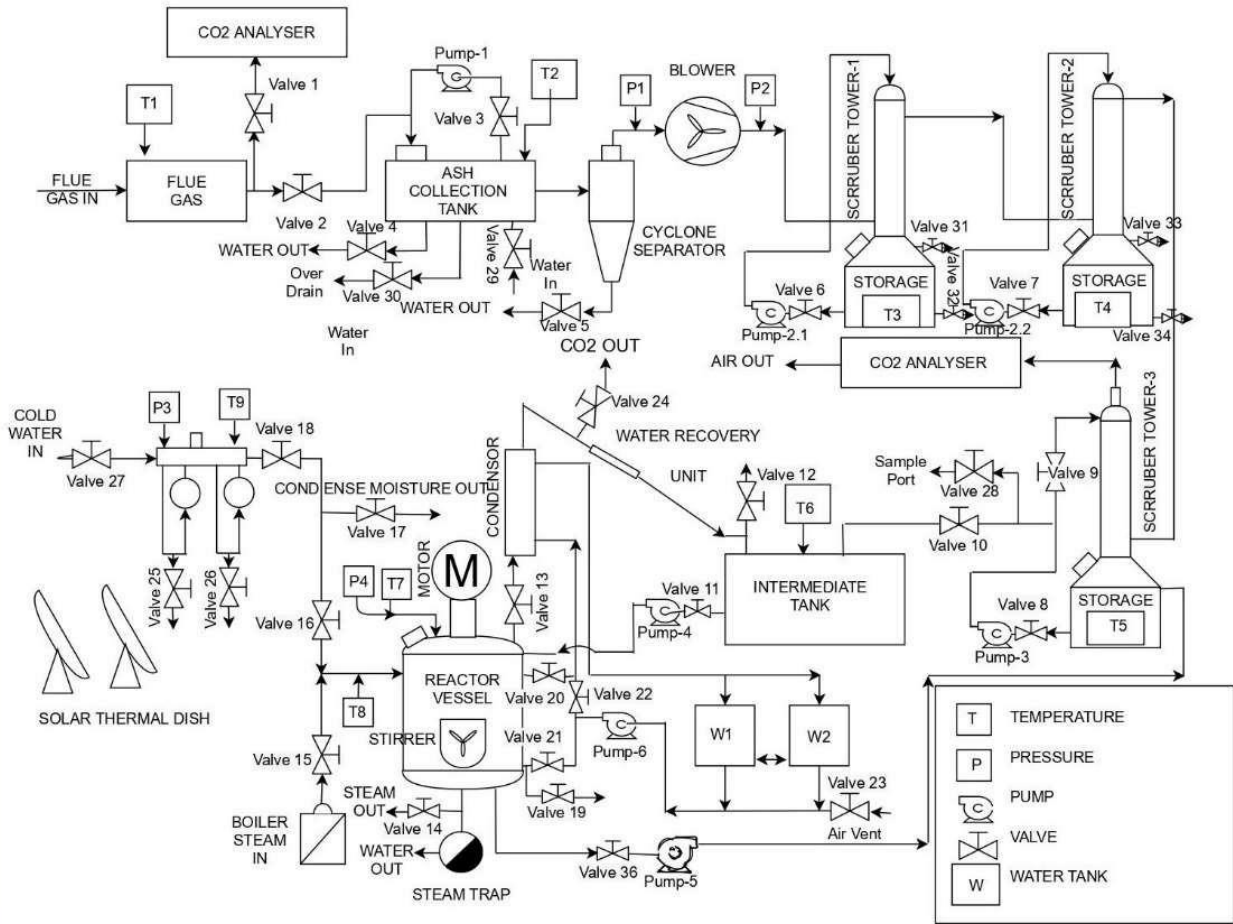 CO2 ANALYSER
Valve 1
T1
FLUE
GAS IN
FLUE
GAS
Valve 2
Pump-1
Valve 3
T2
ASH
COLLECTION
TANK
Valve 4
WATER OUT
Over
Drain
Valve 30
Valve 29
Water
In
WATER OUT
Valve 5
Water
In
CYCLONE
SEPARATOR
P1
BLOWER
P2
SCRRUBER TOWER-1
Valve 31
STORAGE
T3
Valve 32
Valve 6
Pump-2.1
SCRRUBER TOWER-2
Valve 33
STORAGE
T4
Valve 34
Valve 7
Pump-2.2
AIR OUT
CO2 ANALYSER
CO2 OUT
Valve 24
WATER RECOVERY
UNIT
COLD
WATER
IN
Valve 27
P3
T9
Valve 18
CONDENSE MOISTURE OUT
Valve 17
Valve 25
Valve 26
SOLAR THERMAL DISH
Valve 16
T8
Valve 15
BOILER
STEAM
IN
MOTOR
M
P4
T7
CONDENSOR
Valve 13
REACTOR
VESSEL
STIRRER
Valve 20
Valve 22
Valve 21
Valve 19
Pump-6
STEAM
OUT
Valve 14
WATER
OUT
STEAM TRAP
Valve 36
Pump-5
Valve 12
T6
INTERMEDIATE
TANK
Valve 11
Pump-4
Sample
Port
Valve 28
Valve 10
Valve 9
SCRRUBER TOWER-3
STORAGE
T5
Valve 8
Pump-3
W1
W2
Valve 23
Air Vent
T
TEMPERATURE
P
PRESSURE
C
PUMP
VALVE
W
WATER TANK